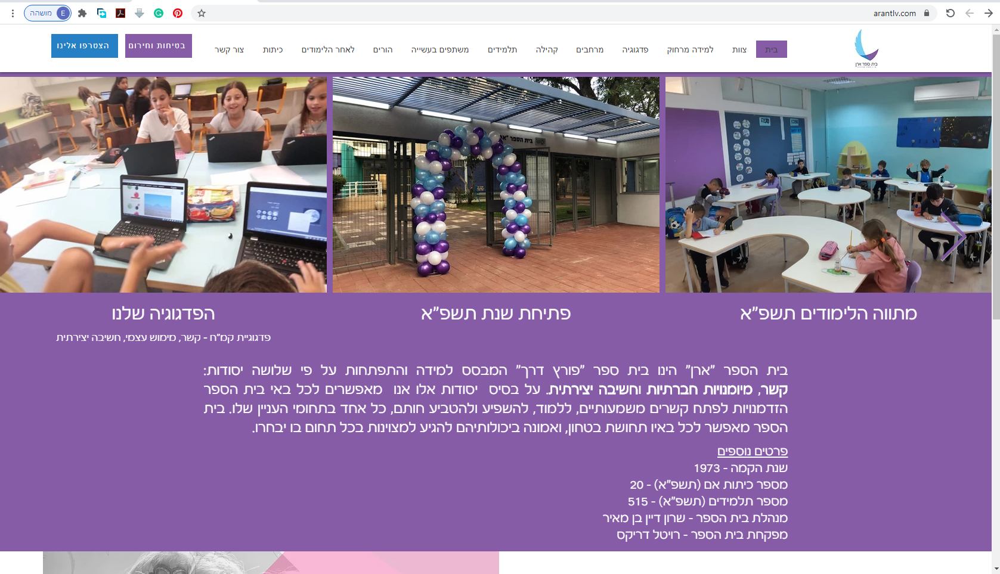 מושהה
E
arantlv.com
בית ספר ארן
בית
צוות
למידה מרחוק
פדגוגיה
מרחבים
קהילה
תלמידים
משתפים בעשייה
הורים
לאחר הלימודים
כיתות
צור קשר
בטיחות וחירום
הצטרפו אלינו
בית הספר "אר
מתווה הלימודים תשפ"א
פתיחת שנת תשפ"א
הפדגוגיה שלנו
פדגוגיית קמ"ח - קשר, מימוש עצמי, חשיבה יצירתית
בית הספר "ארן" הינו בית ספר "פורץ דרך" המבסס למידה והתפתחות על פי שלושה יסודות:
קשר, מיומנויות חברתיות וחשיבה יצירתית. על בסיס יסודות אלו אנו מאפשרים לכל באי בית הספר
הזדמנויות לפתח קשרים משמעותיים, ללמוד, להשפיע ולהטביע חותם, כל אחד בתחומי העניין שלו. בית
הספר מאפשר לכל באיו תחושת בטחון, ואמונה ביכולותיהם להגיע למצוינות בכל תחום בו יבחרו.
פרטים נוספים
שנת הקמה - 1973
מספר כיתות אם (תשפ"א) - 20
מספר תלמידים (תשפ"א) - 515
מנהלת בית הספר - שרון דיין בן מאיר
מפקחת בית הספר - רויטל דריקס